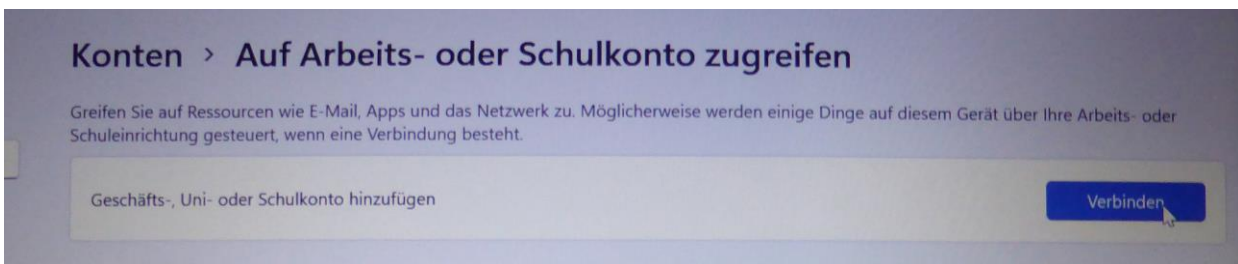 Konten > Auf Arbeits- oder Schulkonto zugreifen
Greifen Sie auf Ressourcen wie E-Mail, Apps und das Netzwerk zu. Möglicherweise werden einige Dinge auf diesem Gerät über Ihre Arbeits- oder
Schuleinrichtung gesteuert, wenn eine Verbindung besteht.
Geschäfts-, Uni- oder Schulkonto hinzufügen
Verbinden